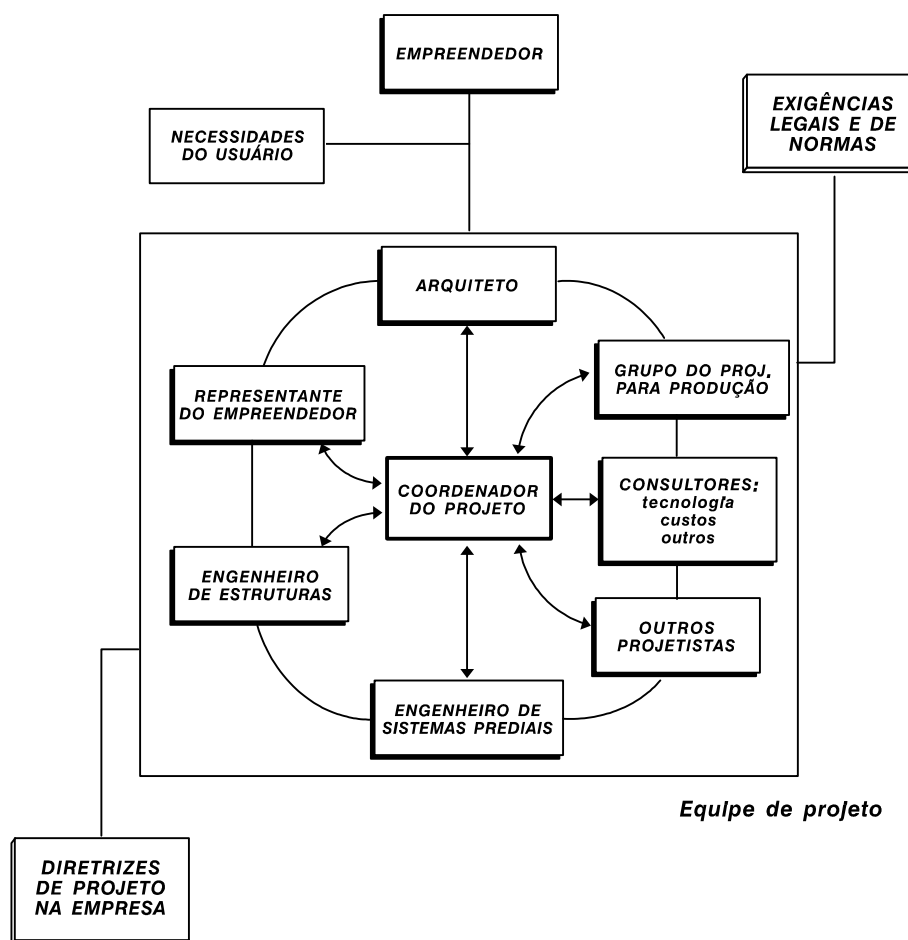 EMPREENDEDOR
NECESSIDADES
DO USUÁRIO
EXIGÊNCIAS
LEGAIS E DE
NORMAS
ARQUITETO
GRUPO DO PROJ.
PARA PRODUÇÃO
REPRESENTANTE
DO EMPREENDEDOR
COORDENADOR
DO PROJETO
CONSULTORES:
tecnologia
custos
outros
ENGENHEIRO
DE ESTRUTURAS
OUTROS
PROJETISTAS
ENGENHEIRO DE
SISTEMAS PREDIAIS
Equipe de projeto
DIRETRIZES
DE PROJETO
NA EMPRESA